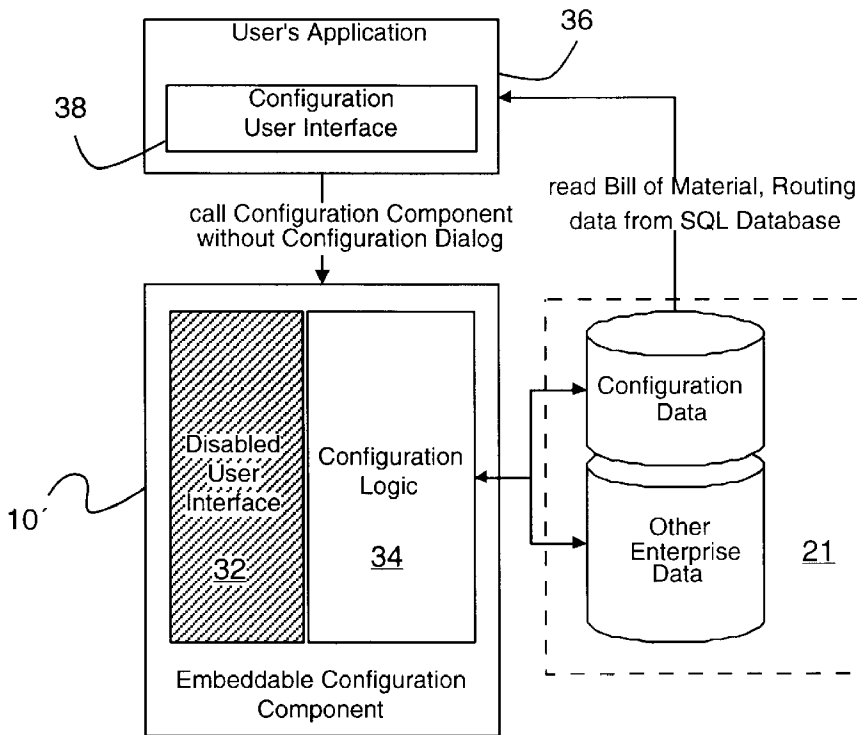 User's Application
36
Configuration
User Interface
38
call Configuration Component
without Configuration Dialog
read Bill of Material, Routing
data from SQL Database
Disabled
User
Interface
32
Configuration
Logic
34
Configuration
Data
Other
Enterprise
Data
21
10´
Embeddable Configuration
Component